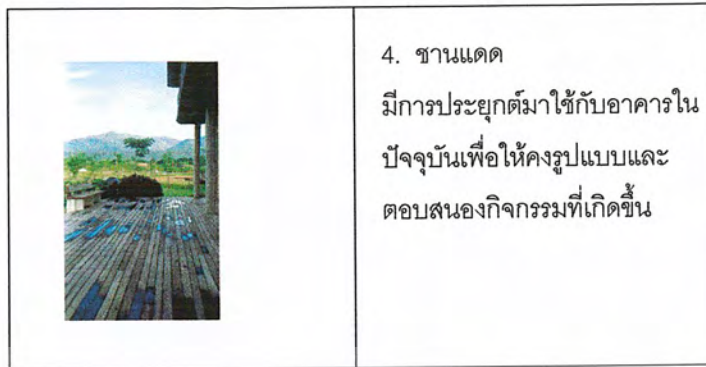 4. ชานแดด
มีการประยุกต์มาใช้กับอาคารใน
ปัจจุบันเพื่อให้คงรูปแบบและ
ตอบสนองกิจกรรมที่เกิดขึ้น